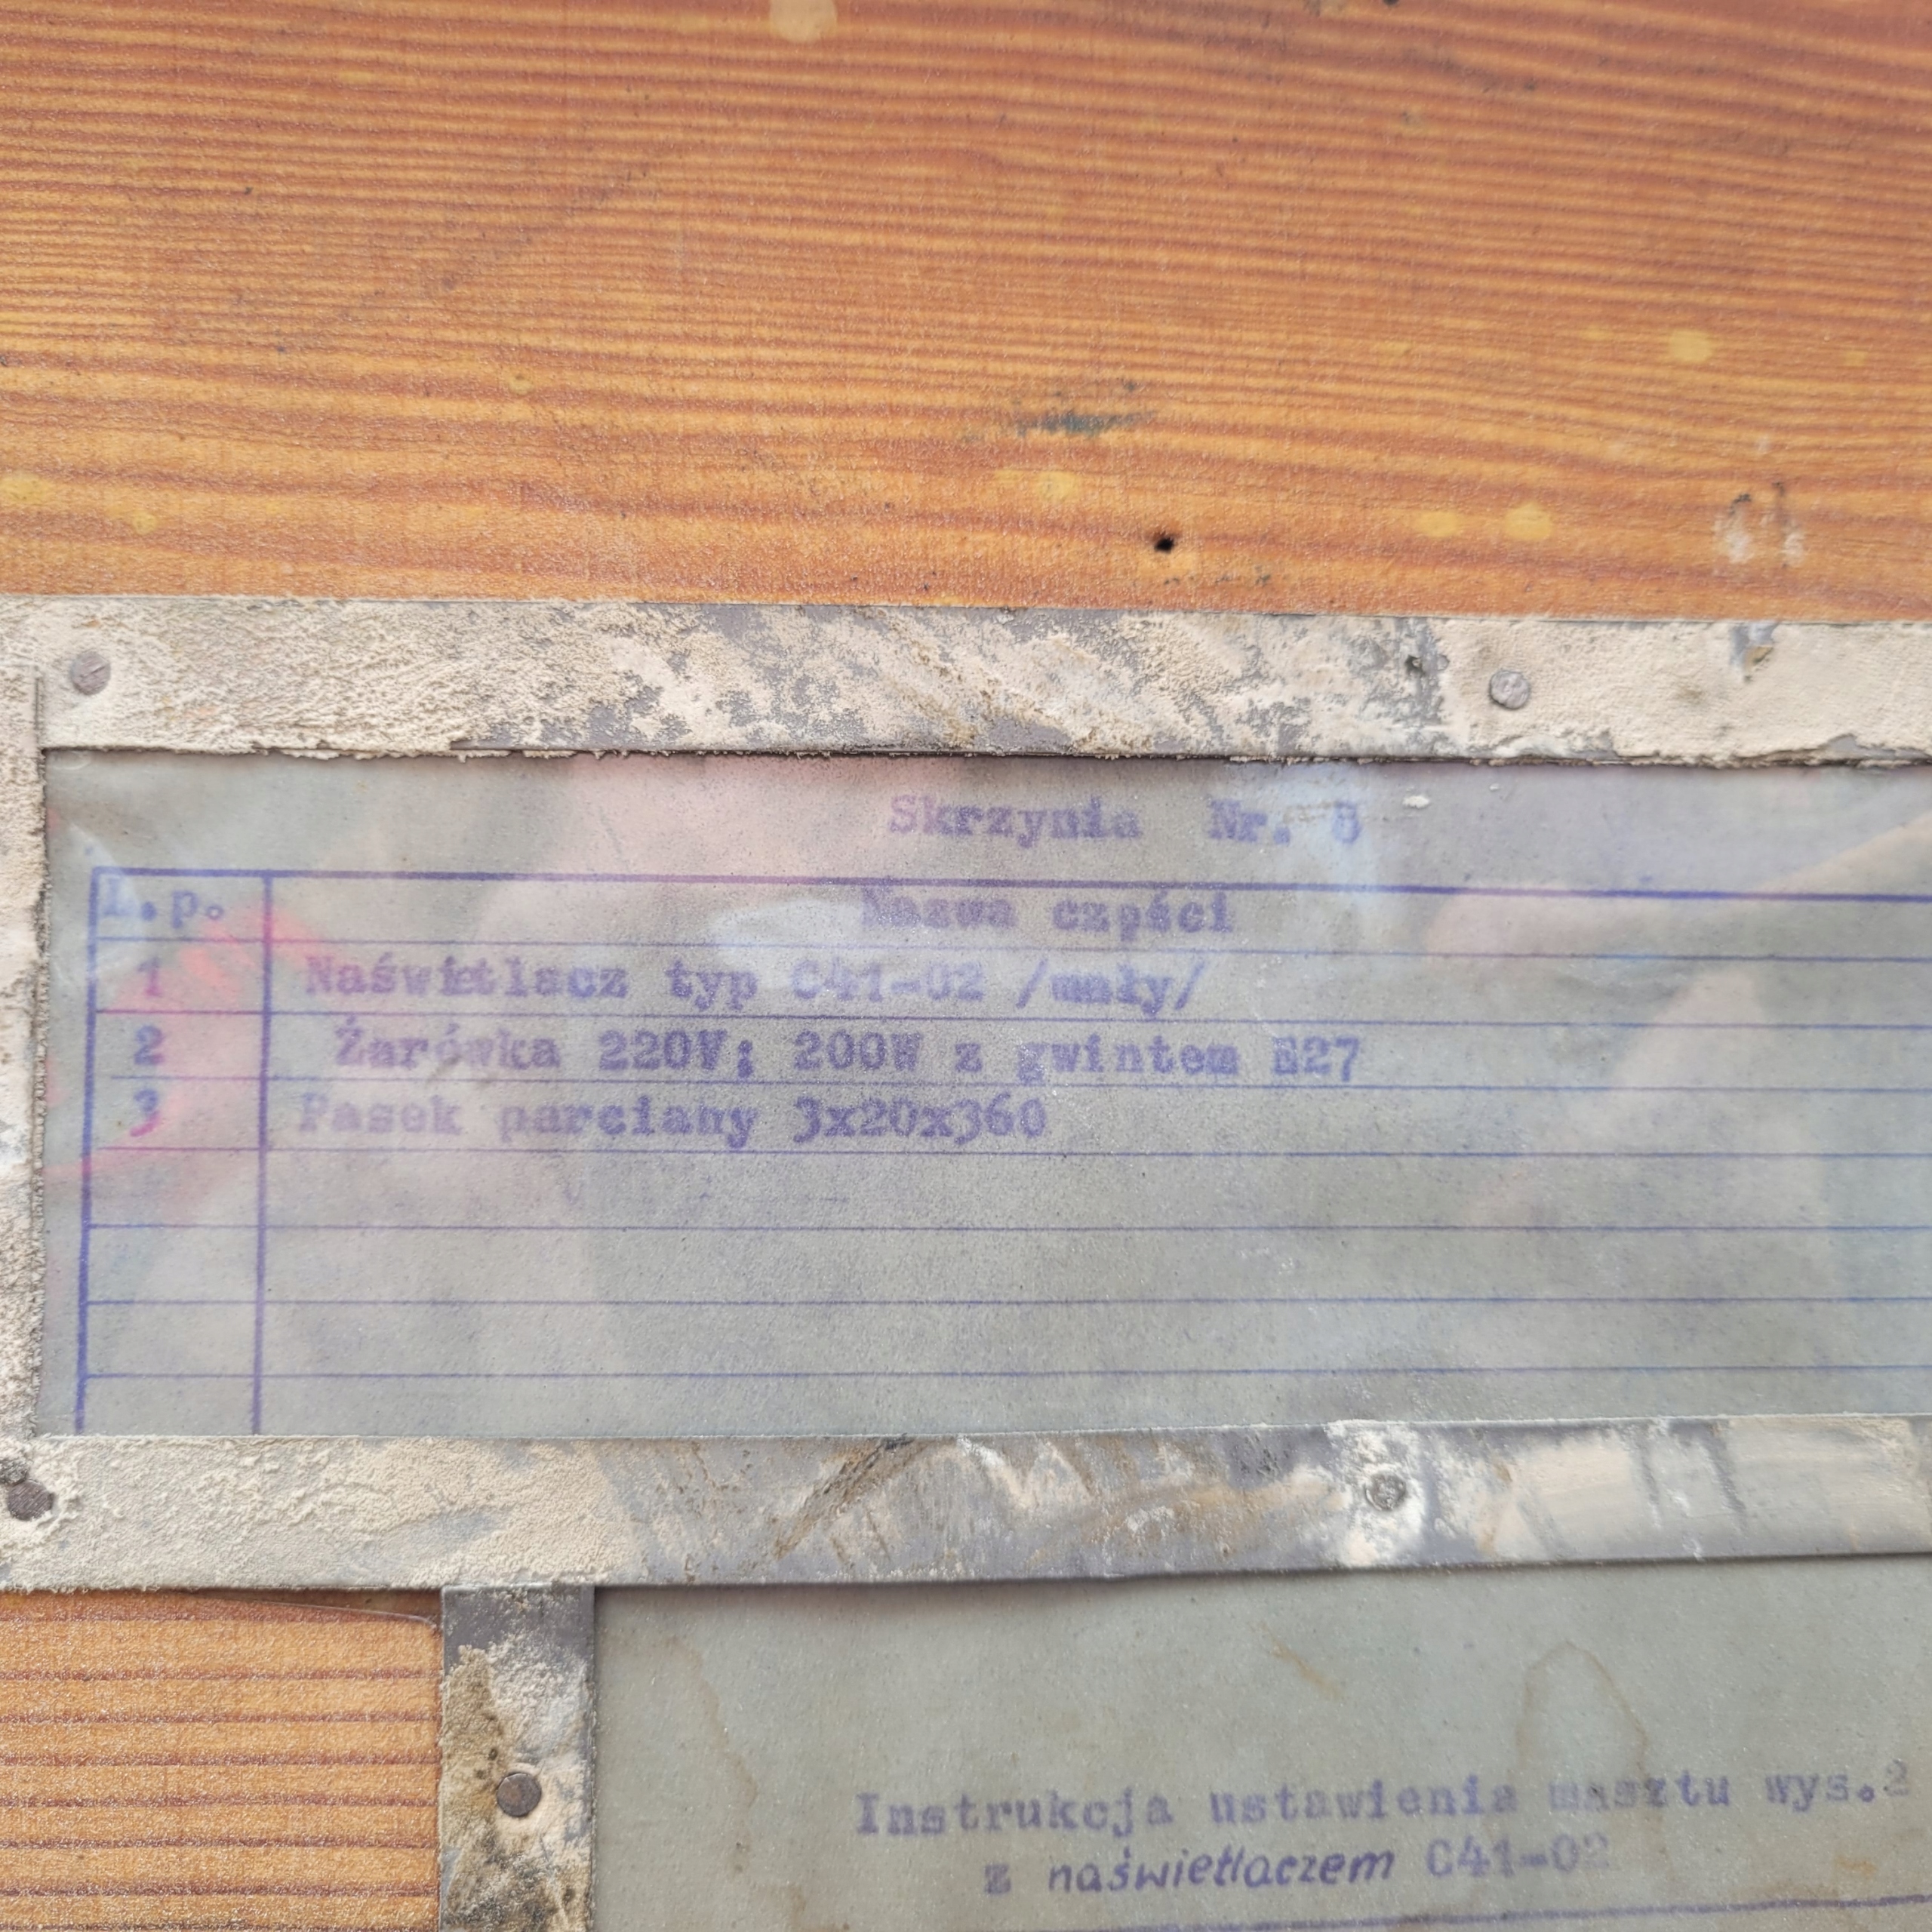 Skrzynia Nr. 8
L.p. Nazwa części
1 Naświetlacz typ C41-02 /mały/
2 Żarówka 220V; 200W z gwintem E27
3 Pasek parciany 3x20x360
Instrukcja ustawienia masztu wys.2
z naświetlaczem C41-02